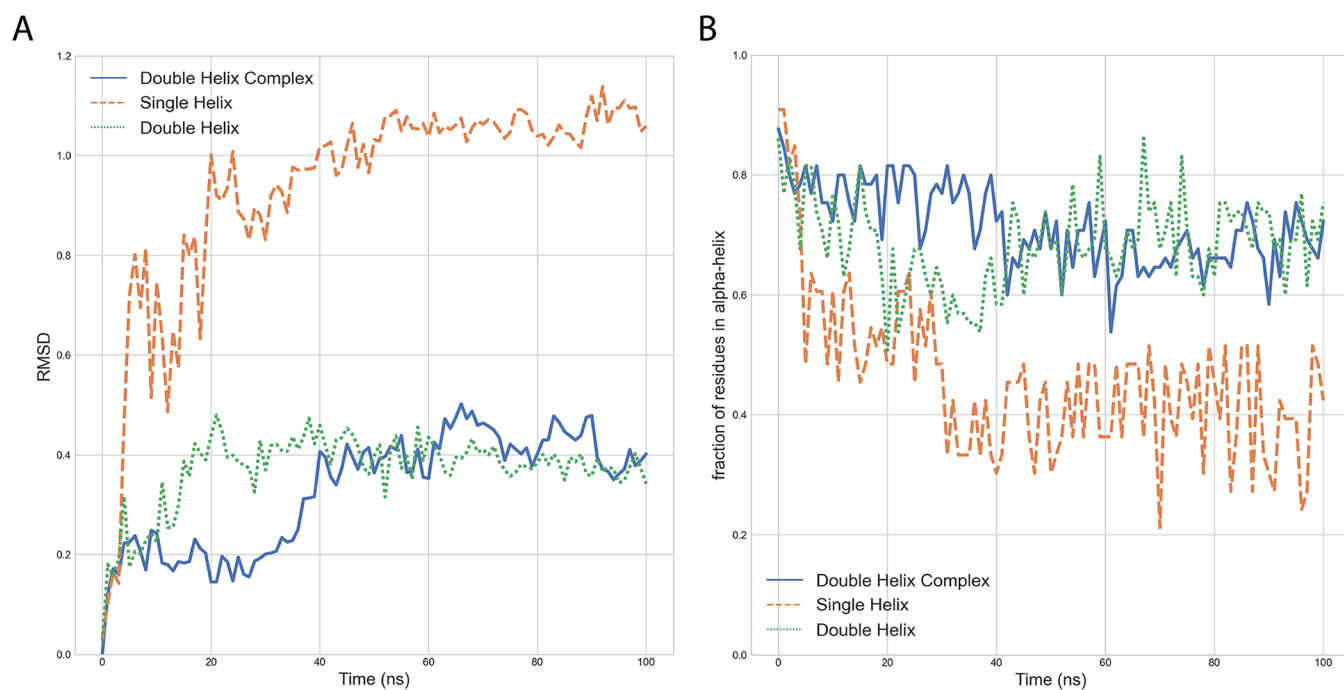 A
1.2
1.0
0.8
0.6
0.4
0.2
0.0
RMSD
Double Helix Complex
Single Helix
Double Helix
0 20 40 60 80 100
Time (ns)
B
1.0
0.8
0.6
0.4
0.2
0.0
fraction of residues in alpha-helix
Double Helix Complex
Single Helix
Double Helix
0 20 40 60 80 100
Time (ns)